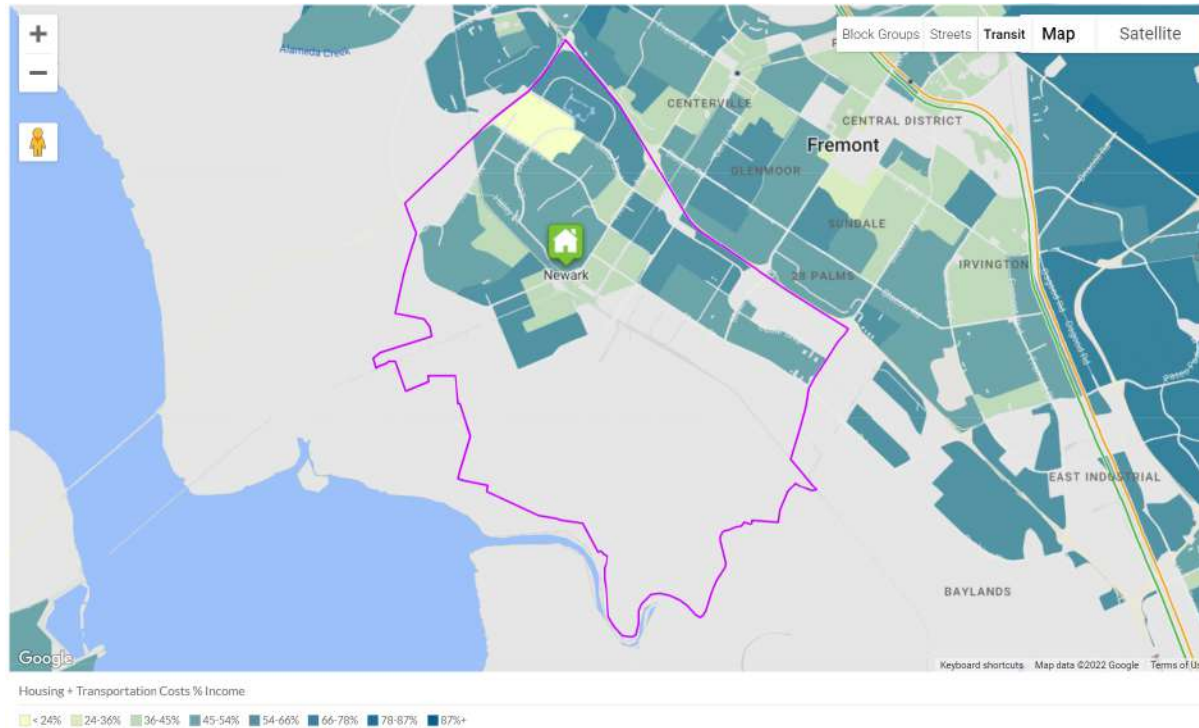 +
−
Block Groups Streets Transit Map Satellite
Alameda Creek
CENTERVILLE
CENTRAL DISTRICT
Fremont
GLENMOOR
SUNDALE
IRVINGTON
28 PALMS
Newark
EAST INDUSTRIAL
BAYLANDS
Google
Keyboard shortcuts Map data ©2022 Google Terms of Us
Housing + Transportation Costs % Income
< 24% 24-36% 36-45% 45-54% 54-66% 66-78% 78-87% 87%+